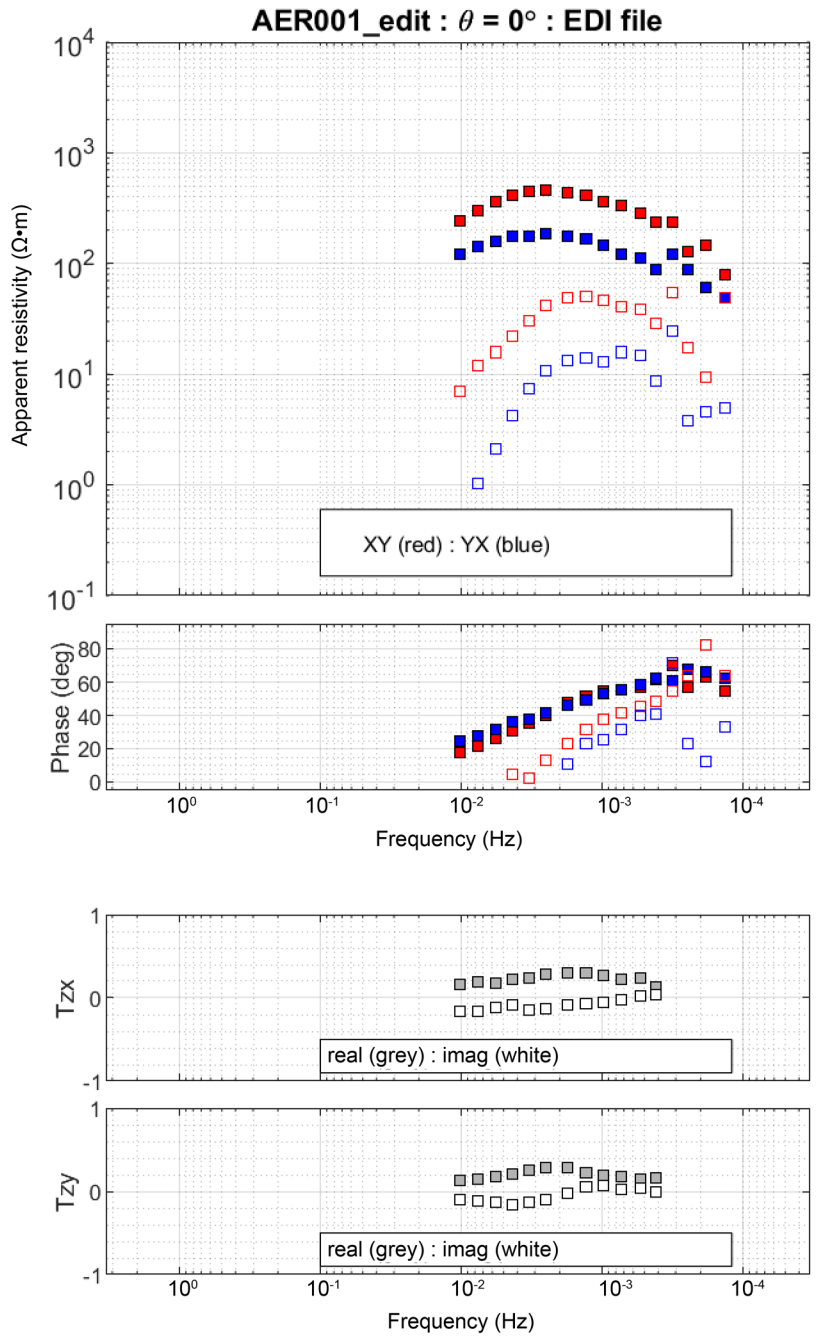 AER001_edit : θ = 0° : EDI file
Apparent resistivity (Ω•m)
10⁴
10³
10²
10¹
10⁰
10⁻¹
XY (red) : YX (blue)
Phase (deg)
80
60
40
20
0
10⁰ 10⁻¹ 10⁻² 10⁻³ 10⁻⁴
Frequency (Hz)
Tzx
1
0
-1
real (grey) : imag (white)
Tzy
1
0
-1
real (grey) : imag (white)
10⁰ 10⁻¹ 10⁻² 10⁻³ 10⁻⁴
Frequency (Hz)